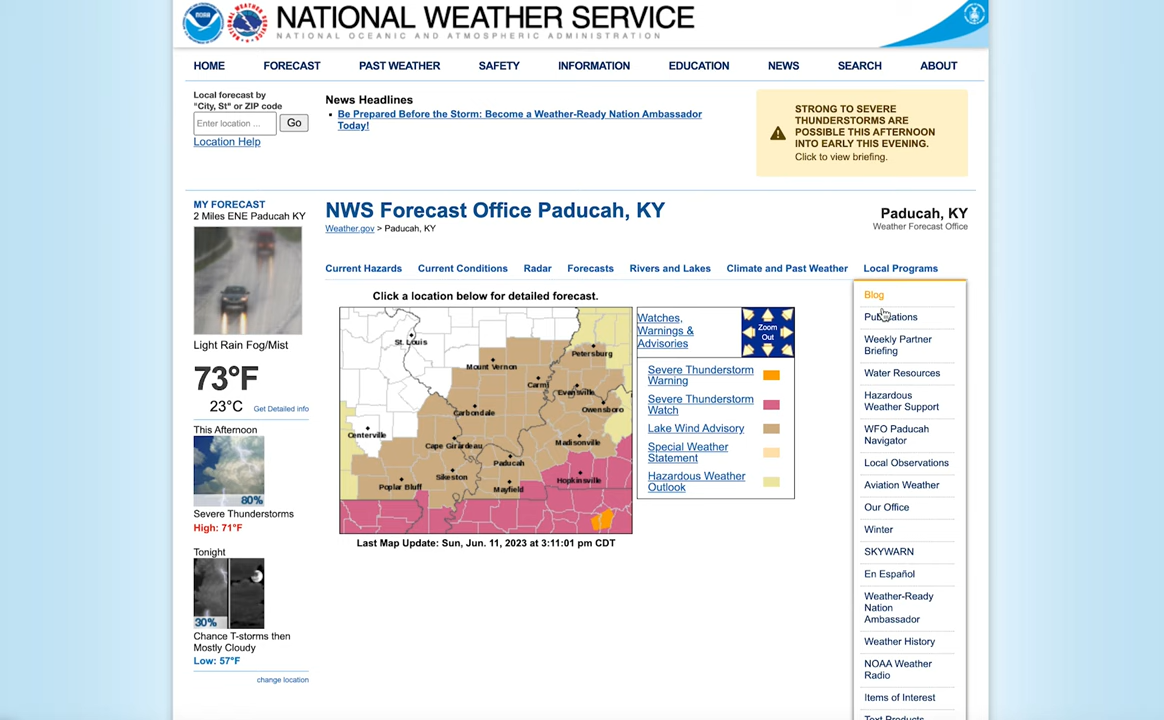 NATIONAL WEATHER SERVICE
NATIONAL OCEANIC AND ATMOSPHERIC ADMINISTRATION
HOME FORECAST PAST WEATHER SAFETY INFORMATION EDUCATION NEWS SEARCH ABOUT
Local forecast by
"City, St" or ZIP code
Enter location ... Go
Location Help
News Headlines
Be Prepared Before the Storm: Become a Weather-Ready Nation Ambassador
Today!
STRONG TO SEVERE
THUNDERSTORMS ARE
POSSIBLE THIS AFTERNOON
INTO EARLY THIS EVENING.
Click to view briefing.
MY FORECAST
2 Miles ENE Paducah KY
Light Rain Fog/Mist
73°F
23°C Get Detailed info
This Afternoon
80%
Severe Thunderstorms
High: 71°F
Tonight
30%
Chance T-storms then
Mostly Cloudy
Low: 57°F
change location
NWS Forecast Office Paducah, KY
Weather.gov > Paducah, KY
Paducah, KY
Weather Forecast Office
Current Hazards Current Conditions Radar Forecasts Rivers and Lakes Climate and Past Weather Local Programs
Click a location below for detailed forecast.
St. Louis
Mount Vernon
Petersburg
Carmi
Evansville
Carbondale
Owensboro
Centerville
Cape Girardeau
Madisonville
Paducah
Sikeston
Hopkinsville
Poplar Bluff
Mayfield
Last Map Update: Sun, Jun. 11, 2023 at 3:11:01 pm CDT
Watches,
Warnings &
Advisories
Zoom
Out
Severe Thunderstorm
Warning
Severe Thunderstorm
Watch
Lake Wind Advisory
Special Weather
Statement
Hazardous Weather
Outlook
Blog
Publications
Weekly Partner
Briefing
Water Resources
Hazardous
Weather Support
WFO Paducah
Navigator
Local Observations
Aviation Weather
Our Office
Winter
SKYWARN
En Español
Weather-Ready
Nation
Ambassador
Weather History
NOAA Weather
Radio
Items of Interest
Text Products